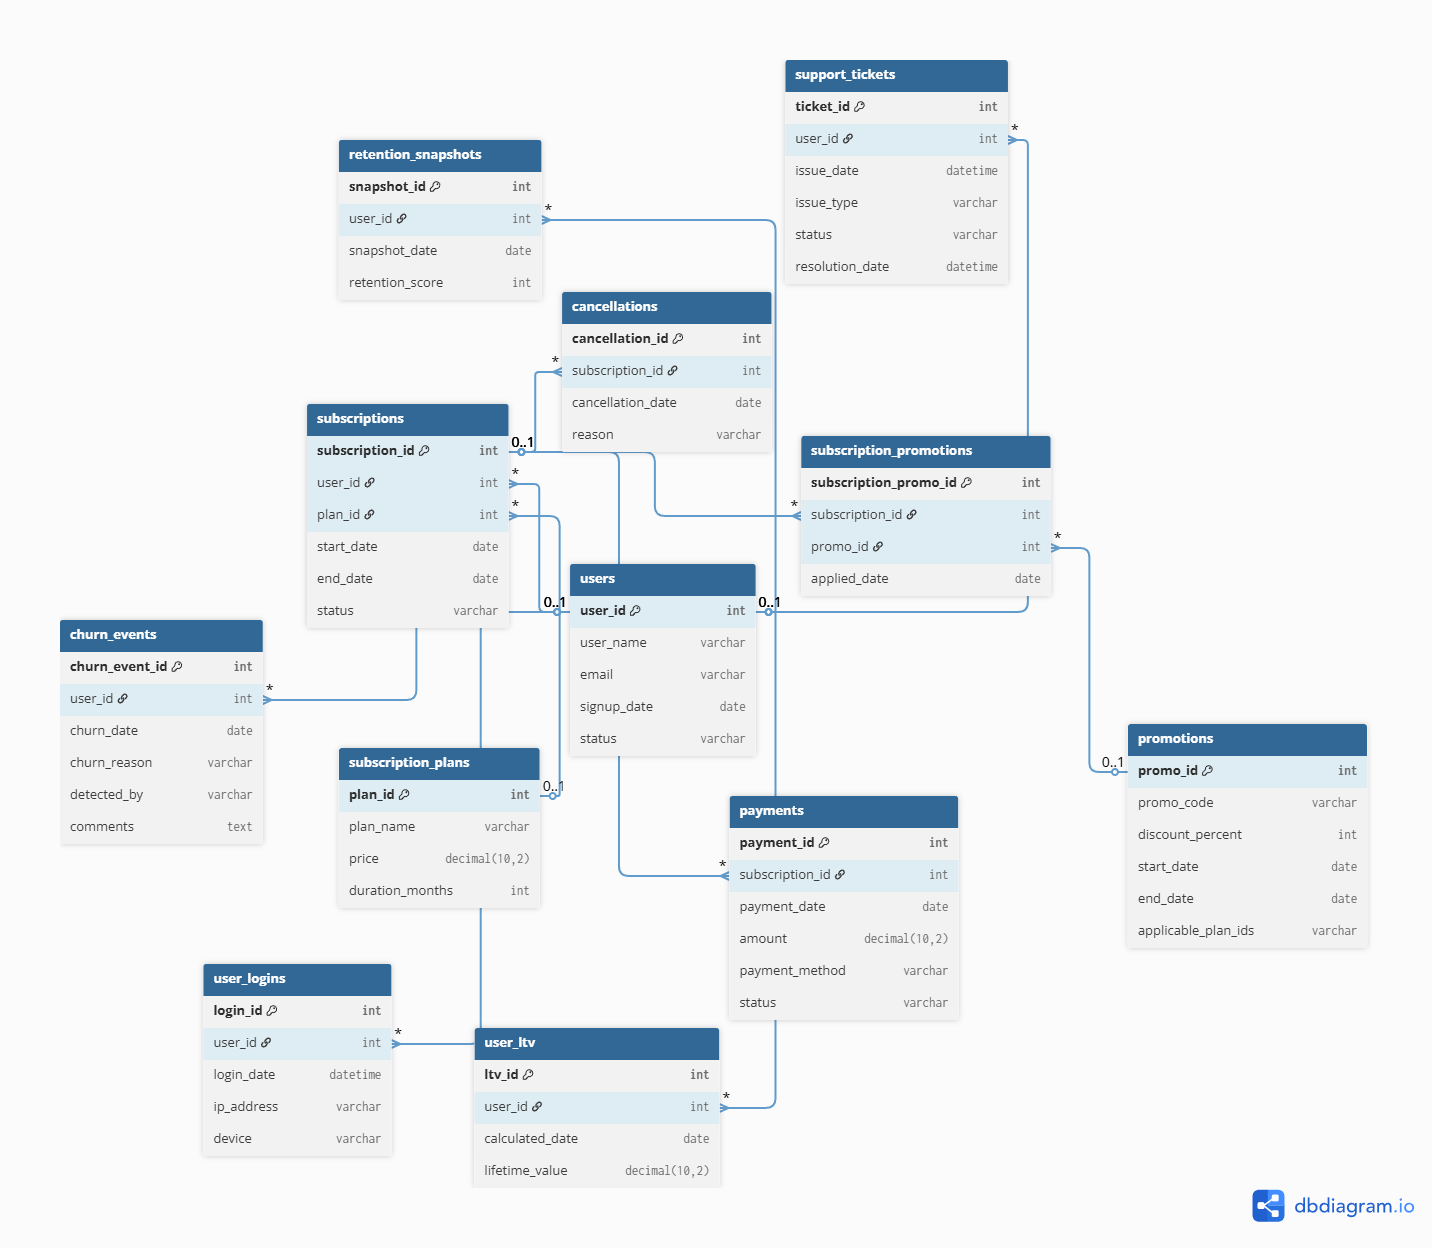 support_tickets
ticket_id int
user_id int
issue_date datetime
issue_type varchar
status varchar
resolution_date datetime
*
retention_snapshots
snapshot_id int
user_id int
snapshot_date date
retention_score int
*
cancellations
cancellation_id int
subscription_id int
cancellation_date date
reason varchar
*
subscriptions
subscription_id int
user_id int
plan_id int
start_date date
end_date date
status varchar
0..1
*
*
subscription_promotions
subscription_promo_id int
subscription_id int
promo_id int
applied_date date
*
*
users
user_id int
user_name varchar
email varchar
signup_date date
status varchar
0..1
0..1
churn_events
churn_event_id int
user_id int
churn_date date
churn_reason varchar
detected_by varchar
comments text
*
subscription_plans
plan_id int
plan_name varchar
price decimal(10,2)
duration_months int
0..1
promotions
promo_id int
promo_code varchar
discount_percent int
start_date date
end_date date
applicable_plan_ids varchar
0..1
payments
payment_id int
subscription_id int
payment_date date
amount decimal(10,2)
payment_method varchar
status varchar
*
user_logins
login_id int
user_id int
login_date datetime
ip_address varchar
device varchar
*
user_ltv
ltv_id int
user_id int
calculated_date date
lifetime_value decimal(10,2)
*
dbdiagram.io